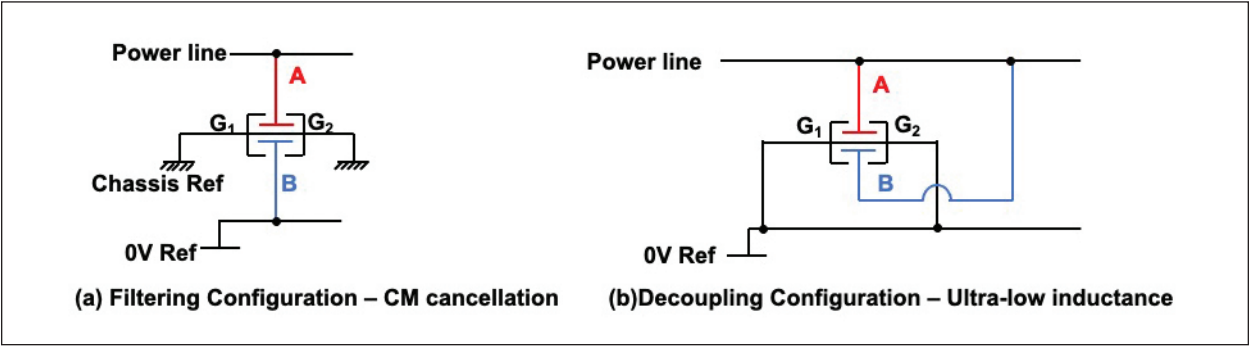 Power line
A
G₁
G₂
Chassis Ref
B
0V Ref
(a) Filtering Configuration – CM cancellation
Power line
A
G₁
G₂
B
0V Ref
(b)Decoupling Configuration – Ultra-low inductance